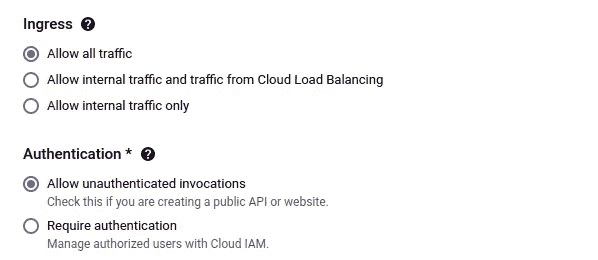 Ingress ?
Allow all traffic
Allow internal traffic and traffic from Cloud Load Balancing
Allow internal traffic only
Authentication * ?
Allow unauthenticated invocations
Check this if you are creating a public API or website.
Require authentication
Manage authorized users with Cloud IAM.